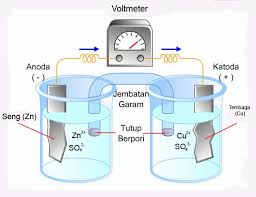 Voltmeter
Anoda
( - )
Katoda
( + )
Jembatan
Garam
Seng (Zn)
Tembaga
(Cu)
Tutup
Berpori
Zn²⁺
SO₄²⁻
Cu²⁺
SO₄²⁻